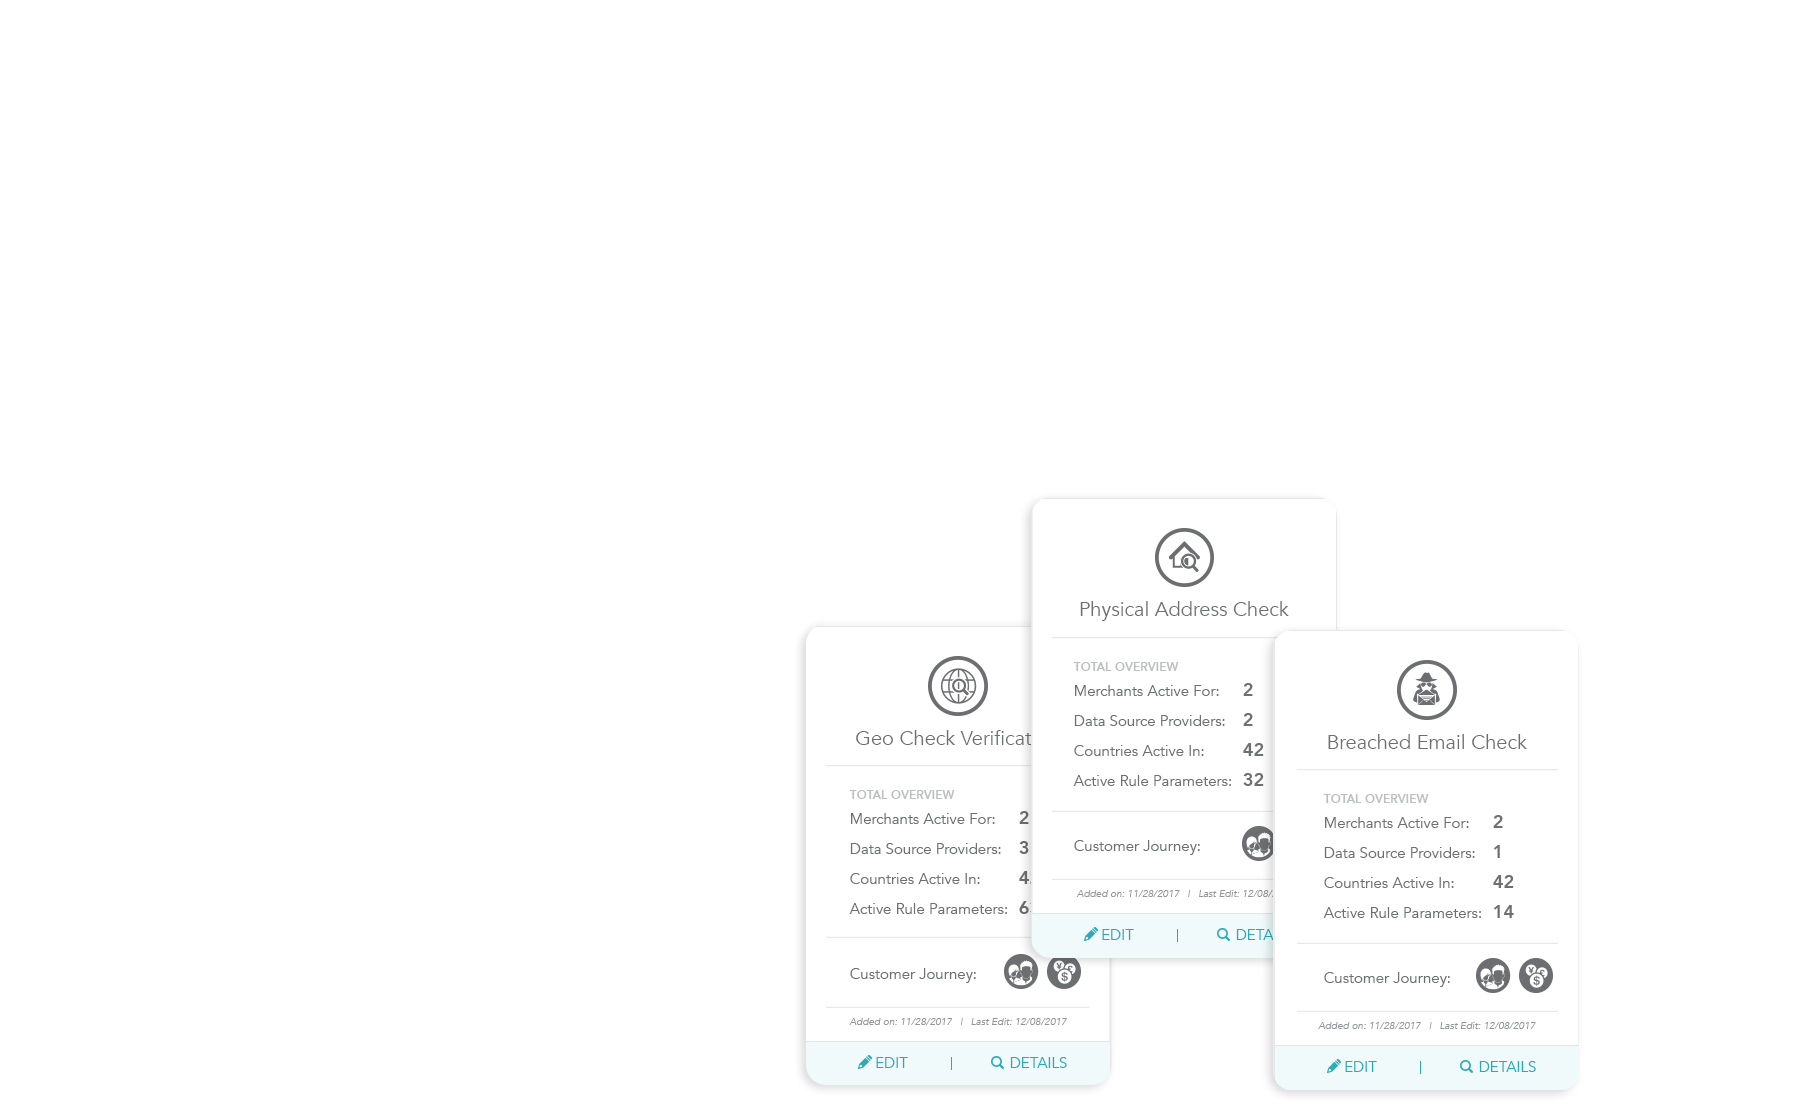 Physical Address Check
TOTAL OVERVIEW
Merchants Active For: 2
Data Source Providers: 2
Countries Active In: 42
Active Rule Parameters: 32
Customer Journey:
Added on: 11/28/2017 | Last Edit: 12/08/
EDIT | DETA
Geo Check Verificat
TOTAL OVERVIEW
Merchants Active For: 2
Data Source Providers: 3
Countries Active In: 4
Active Rule Parameters: 6
Customer Journey:
Added on: 11/28/2017 | Last Edit: 12/08/2017
EDIT | DETAILS
Breached Email Check
TOTAL OVERVIEW
Merchants Active For: 2
Data Source Providers: 1
Countries Active In: 42
Active Rule Parameters: 14
Customer Journey:
Added on: 11/28/2017 | Last Edit: 12/08/2017
EDIT | DETAILS